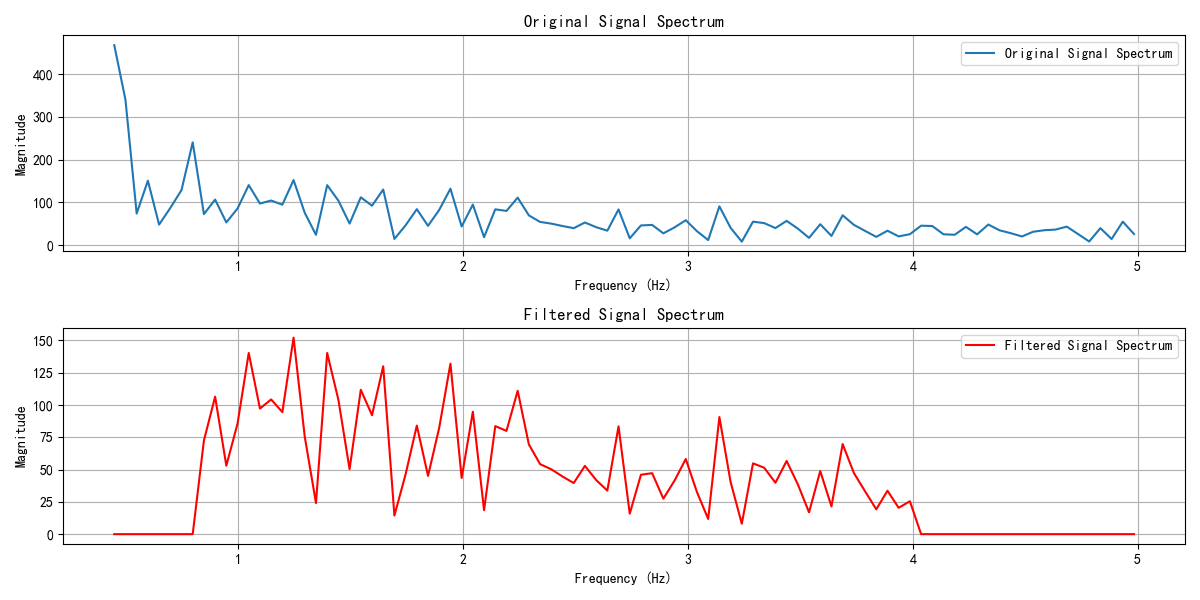 Original Signal Spectrum
Original Signal Spectrum
Magnitude
400
300
200
100
0
1 2 3 4 5
Frequency (Hz)
Filtered Signal Spectrum
Filtered Signal Spectrum
Magnitude
150
125
100
75
50
25
0
1 2 3 4 5
Frequency (Hz)